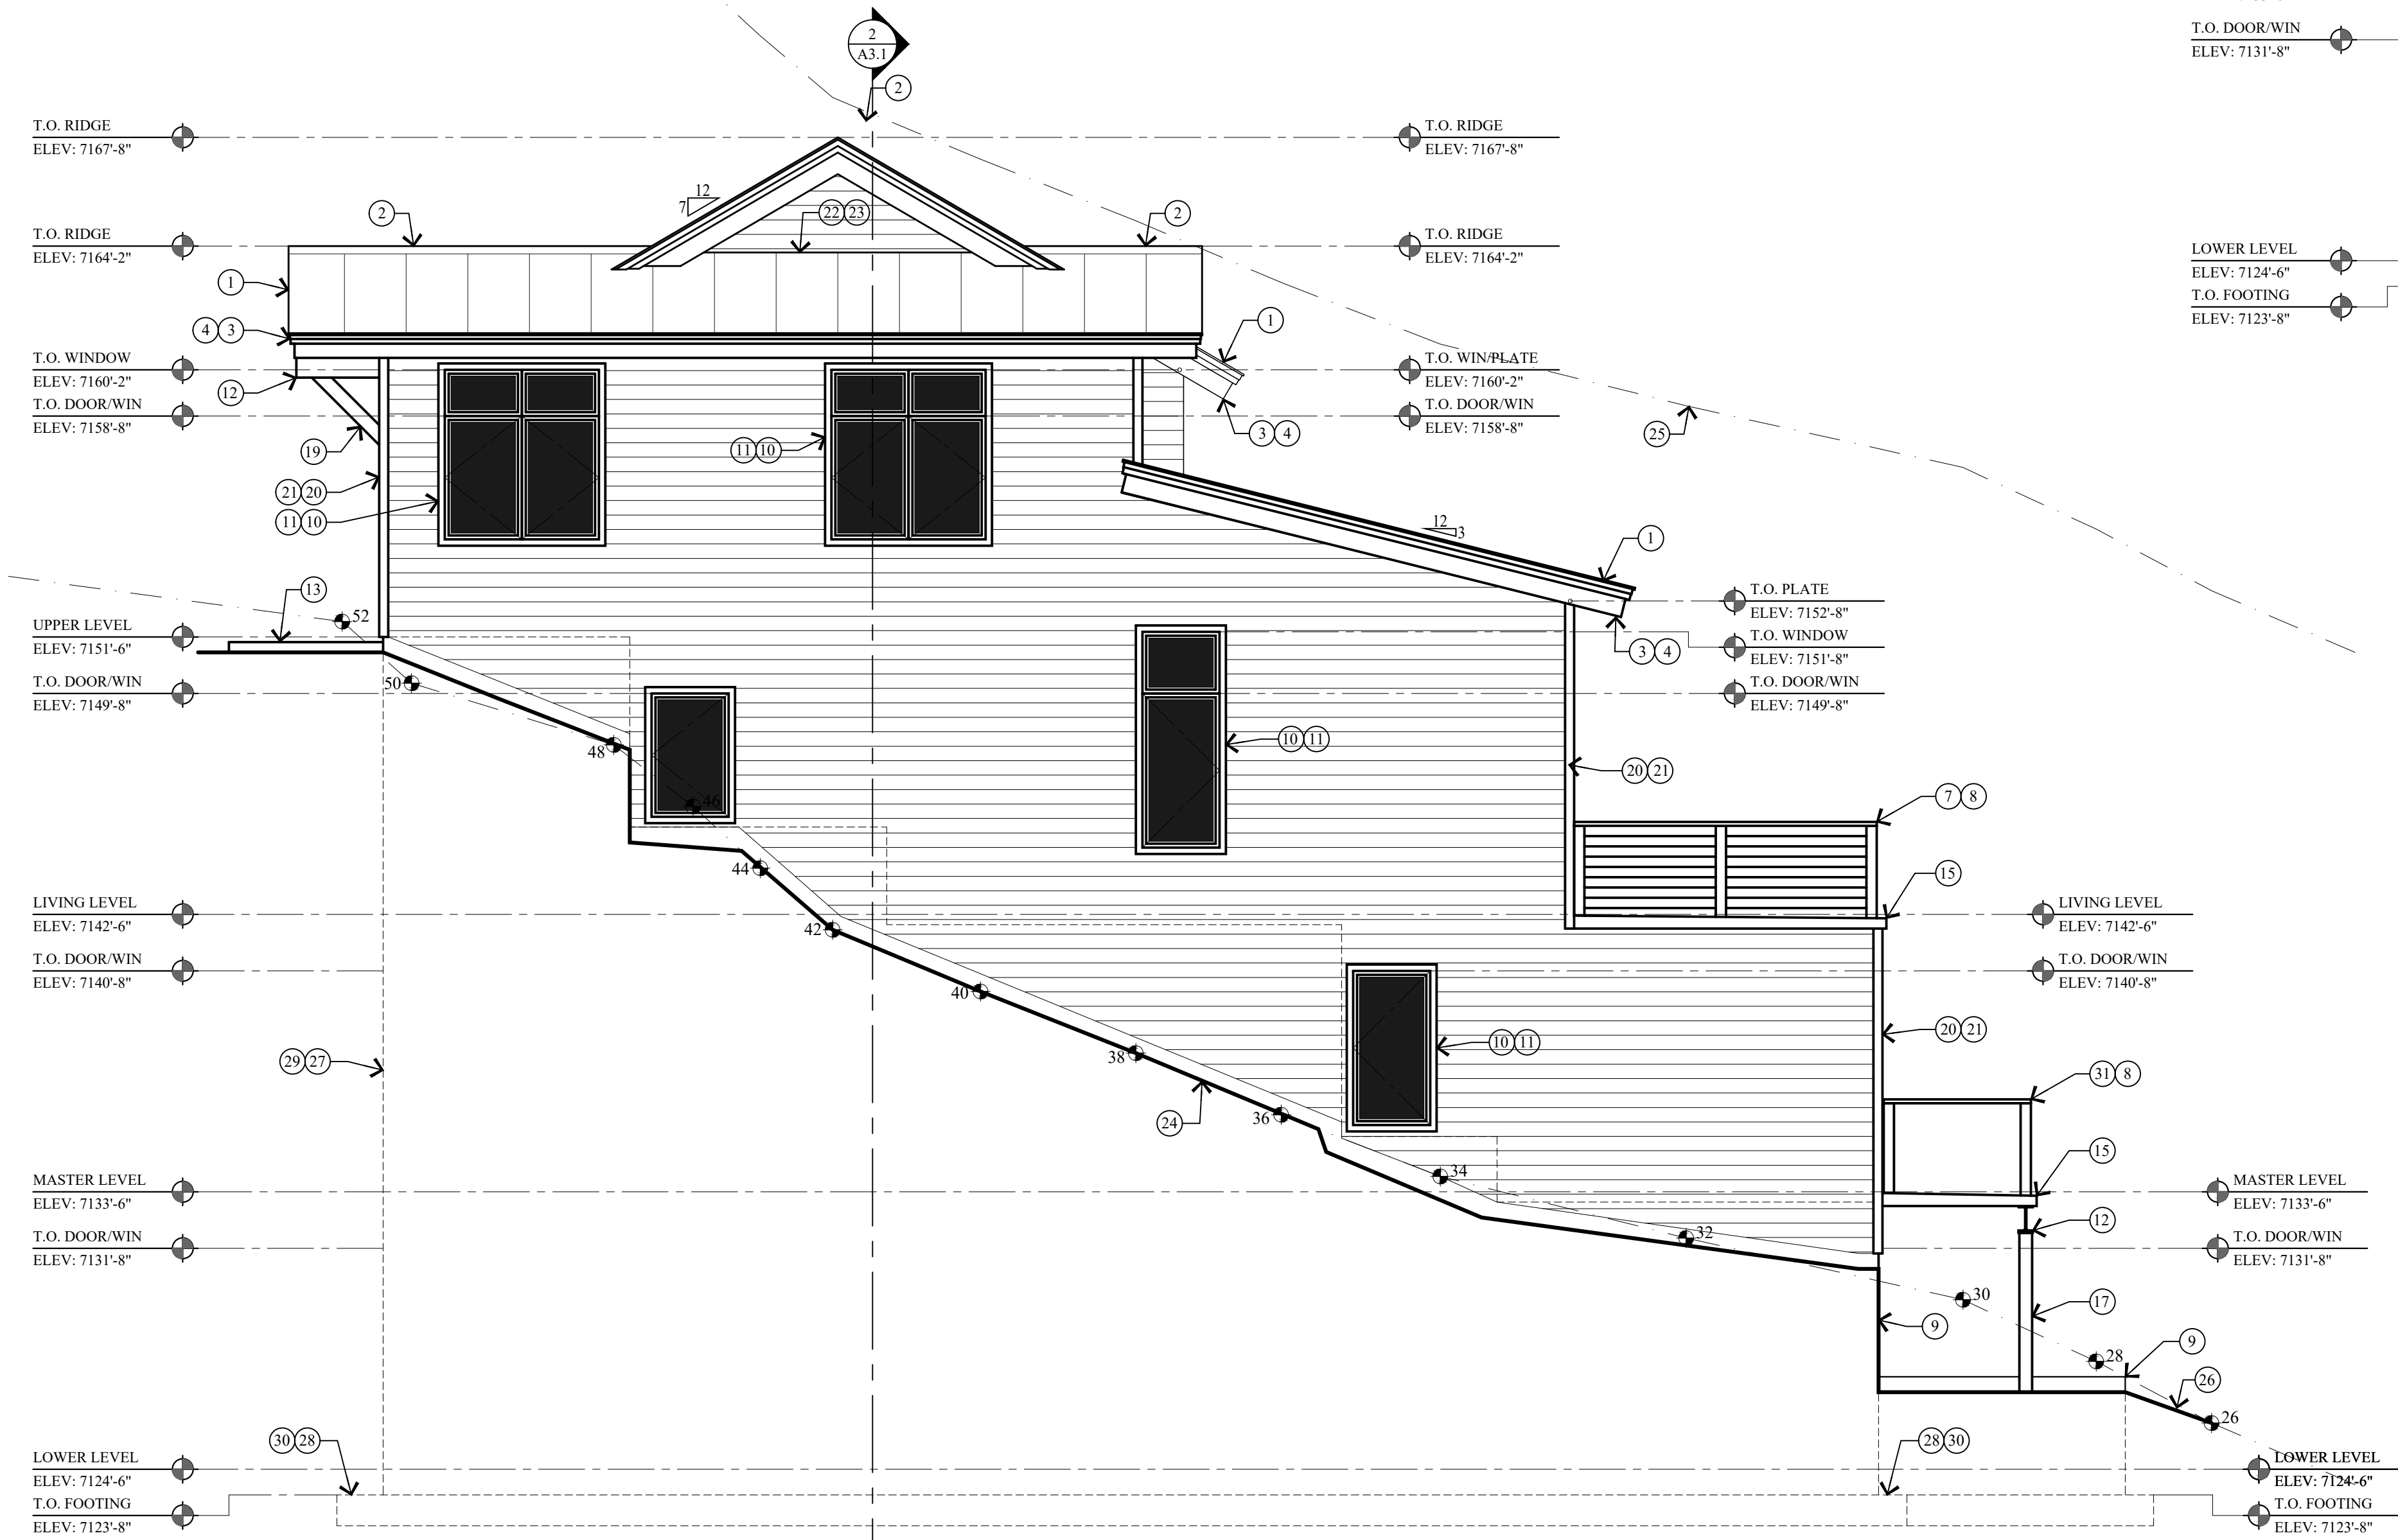 T.O. DOOR/WIN
ELEV: 7131'-8"
2
A3.1
2
T.O. RIDGE
ELEV: 7167'-8"
T.O. RIDGE
ELEV: 7167'-8"
12
7
2
22 23
2
T.O. RIDGE
ELEV: 7164'-2"
T.O. RIDGE
ELEV: 7164'-2"
LOWER LEVEL
ELEV: 7124'-6"
T.O. FOOTING
ELEV: 7123'-8"
1
4 3
1
T.O. WINDOW
ELEV: 7160'-2"
T.O. WIN/PLATE
ELEV: 7160'-2"
12
T.O. DOOR/WIN
ELEV: 7158'-8"
T.O. DOOR/WIN
ELEV: 7158'-8"
19
11 10
3 4
25
21 20
11 10
12
3
1
13
52
T.O. PLATE
ELEV: 7152'-8"
UPPER LEVEL
ELEV: 7151'-6"
T.O. WINDOW
ELEV: 7151'-8"
3 4
T.O. DOOR/WIN
ELEV: 7149'-8"
50
T.O. DOOR/WIN
ELEV: 7149'-8"
48
10 11
20 21
46
7 8
44
15
LIVING LEVEL
ELEV: 7142'-6"
42
LIVING LEVEL
ELEV: 7142'-6"
T.O. DOOR/WIN
ELEV: 7140'-8"
40
T.O. DOOR/WIN
ELEV: 7140'-8"
29 27
38
10 11
20 21
31 8
36
24
15
34
MASTER LEVEL
ELEV: 7133'-6"
MASTER LEVEL
ELEV: 7133'-6"
12
32
T.O. DOOR/WIN
ELEV: 7131'-8"
T.O. DOOR/WIN
ELEV: 7131'-8"
30
17
9
28
9
26
26
30 28
28 30
LOWER LEVEL
ELEV: 7124'-6"
LOWER LEVEL
ELEV: 7124'-6"
T.O. FOOTING
ELEV: 7123'-8"
T.O. FOOTING
ELEV: 7123'-8"